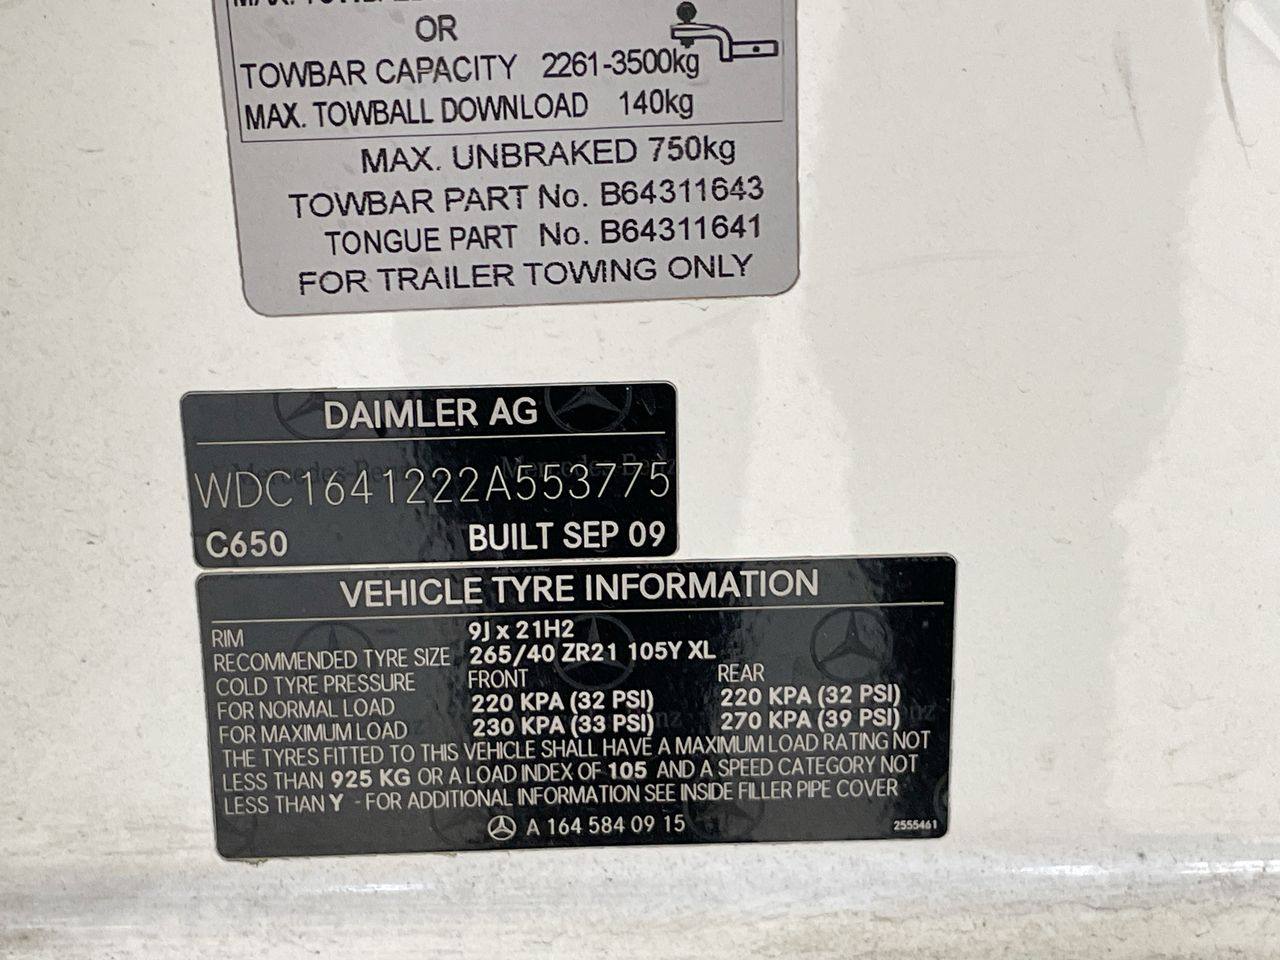 OR
TOWBAR CAPACITY 2261-3500kg
MAX. TOWBALL DOWNLOAD 140kg
MAX. UNBRAKED 750kg
TOWBAR PART No. B64311643
TONGUE PART No. B64311641
FOR TRAILER TOWING ONLY
DAIMLER AG
WDC1641222A553775
C650 BUILT SEP 09
VEHICLE TYRE INFORMATION
RIM 9J x 21H2
RECOMMENDED TYRE SIZE 265/40 ZR21 105Y XL
COLD TYRE PRESSURE FRONT REAR
FOR NORMAL LOAD 220 KPA (32 PSI) 220 KPA (32 PSI)
FOR MAXIMUM LOAD 230 KPA (33 PSI) 270 KPA (39 PSI)
THE TYRES FITTED TO THIS VEHICLE SHALL HAVE A MAXIMUM LOAD RATING NOT
LESS THAN 925 KG OR A LOAD INDEX OF 105 AND A SPEED CATEGORY NOT
LESS THAN Y - FOR ADDITIONAL INFORMATION SEE INSIDE FILLER PIPE COVER
A 164 584 09 15 2555461